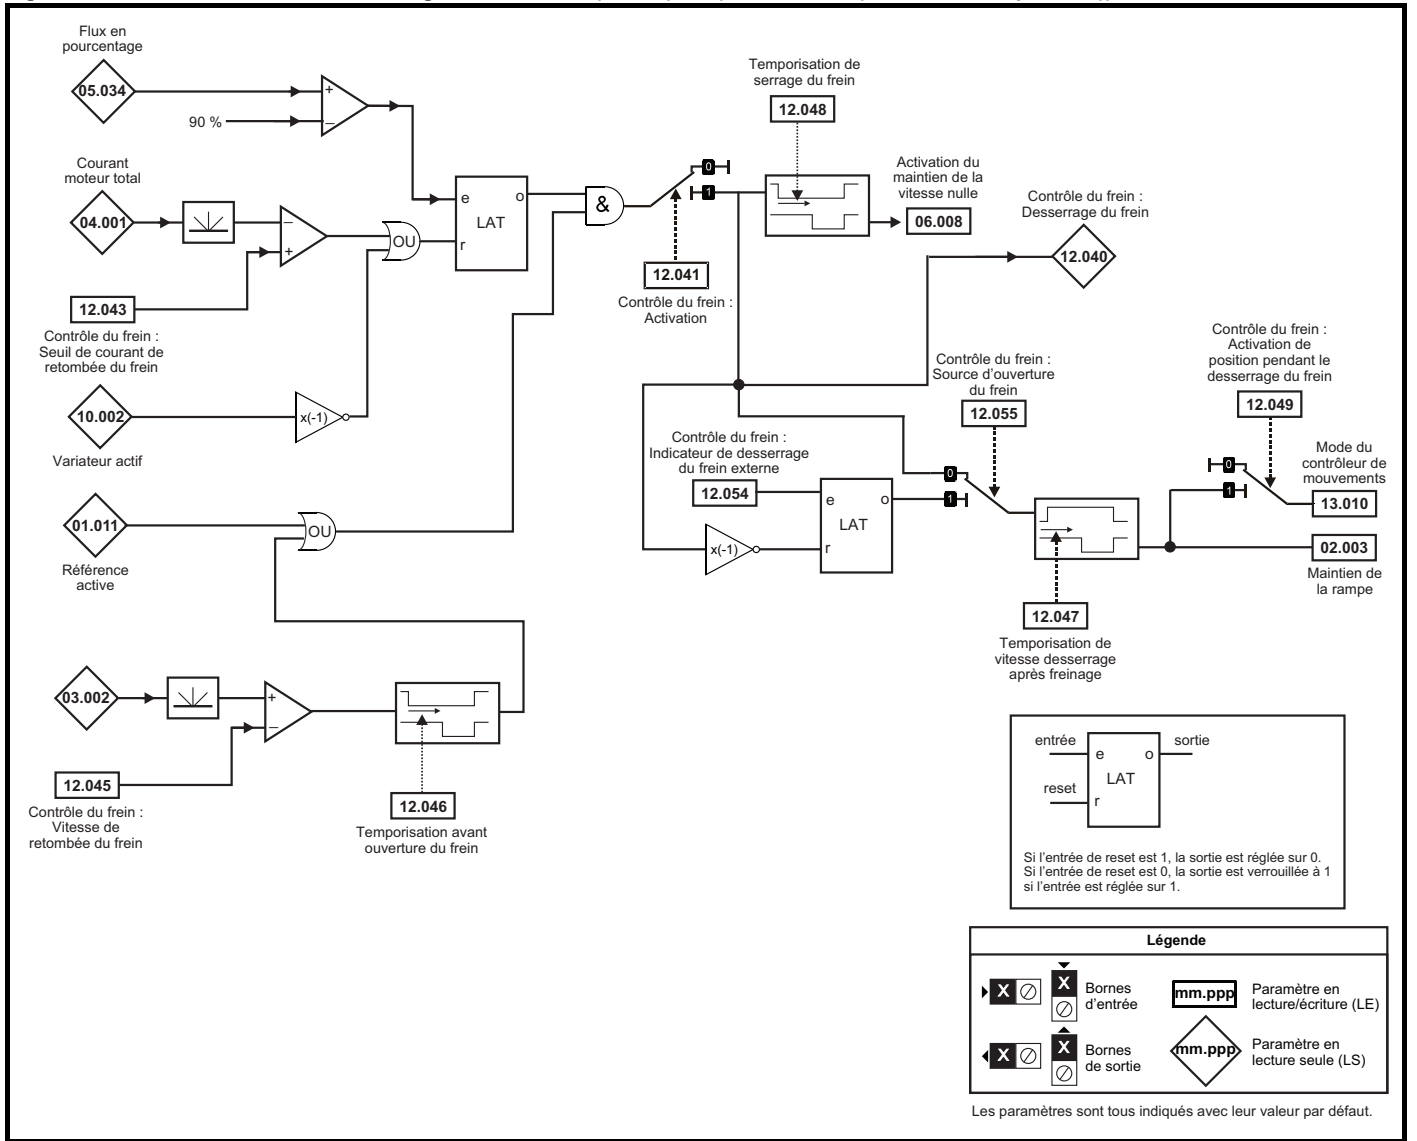 Flux en
pourcentage
05.034
90 %
+
–
Courant
moteur total
04.001
–
+
12.043
Contrôle du frein :
Seuil de courant de
retombée du frein
10.002
Variateur actif
x(-1)
OU
e
o
LAT
r
&
0
1
12.041
Contrôle du frein :
Activation
Temporisation de
serrage du frein
12.048
Activation du
maintien de la
vitesse nulle
06.008
Contrôle du frein :
Desserrage du frein
12.040
01.011
Référence
active
OU
03.002
+
–
12.045
Contrôle du frein :
Vitesse de
retombée du frein
12.046
Temporisation avant
ouverture du frein
Contrôle du frein :
Indicateur de desserrage
du frein externe
12.054
x(-1)
e
o
LAT
r
Contrôle du frein :
Source d'ouverture
du frein
12.055
0
1
12.047
Temporisation de
vitesse desserrage
après freinage
Contrôle du frein :
Activation de
position pendant le
desserrage du frein
12.049
0
1
Mode du
contrôleur de
mouvements
13.010
02.003
Maintien de
la rampe
entrée
e
o
sortie
LAT
reset
r
Si l'entrée de reset est 1, la sortie est réglée sur 0.
Si l'entrée de reset est 0, la sortie est verrouillée à 1
si l'entrée est réglée sur 1.
Légende
X
X
Bornes
d'entrée
mm.ppp
Paramètre en
lecture/écriture (LE)
X
X
Bornes
de sortie
mm.ppp
Paramètre en
lecture seule (LS)
Les paramètres sont tous indiqués avec leur valeur par défaut.